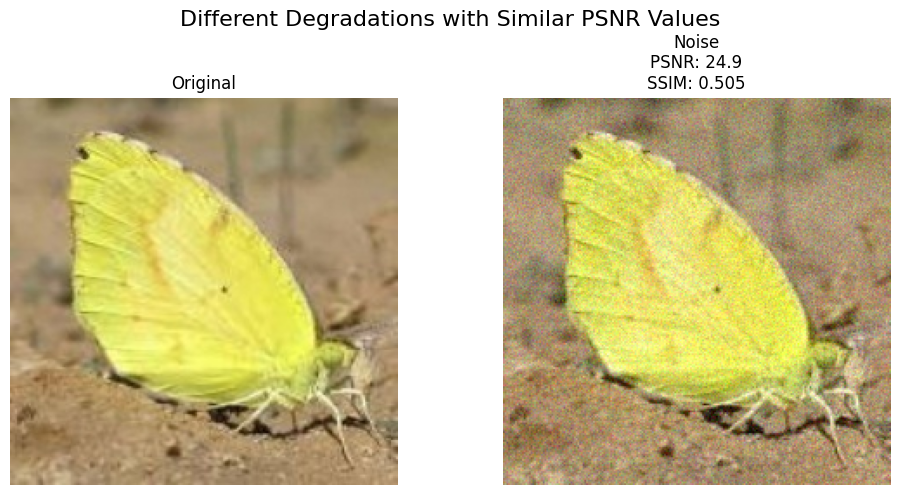 Different Degradations with Similar PSNR Values
Original
Noise
PSNR: 24.9
SSIM: 0.505